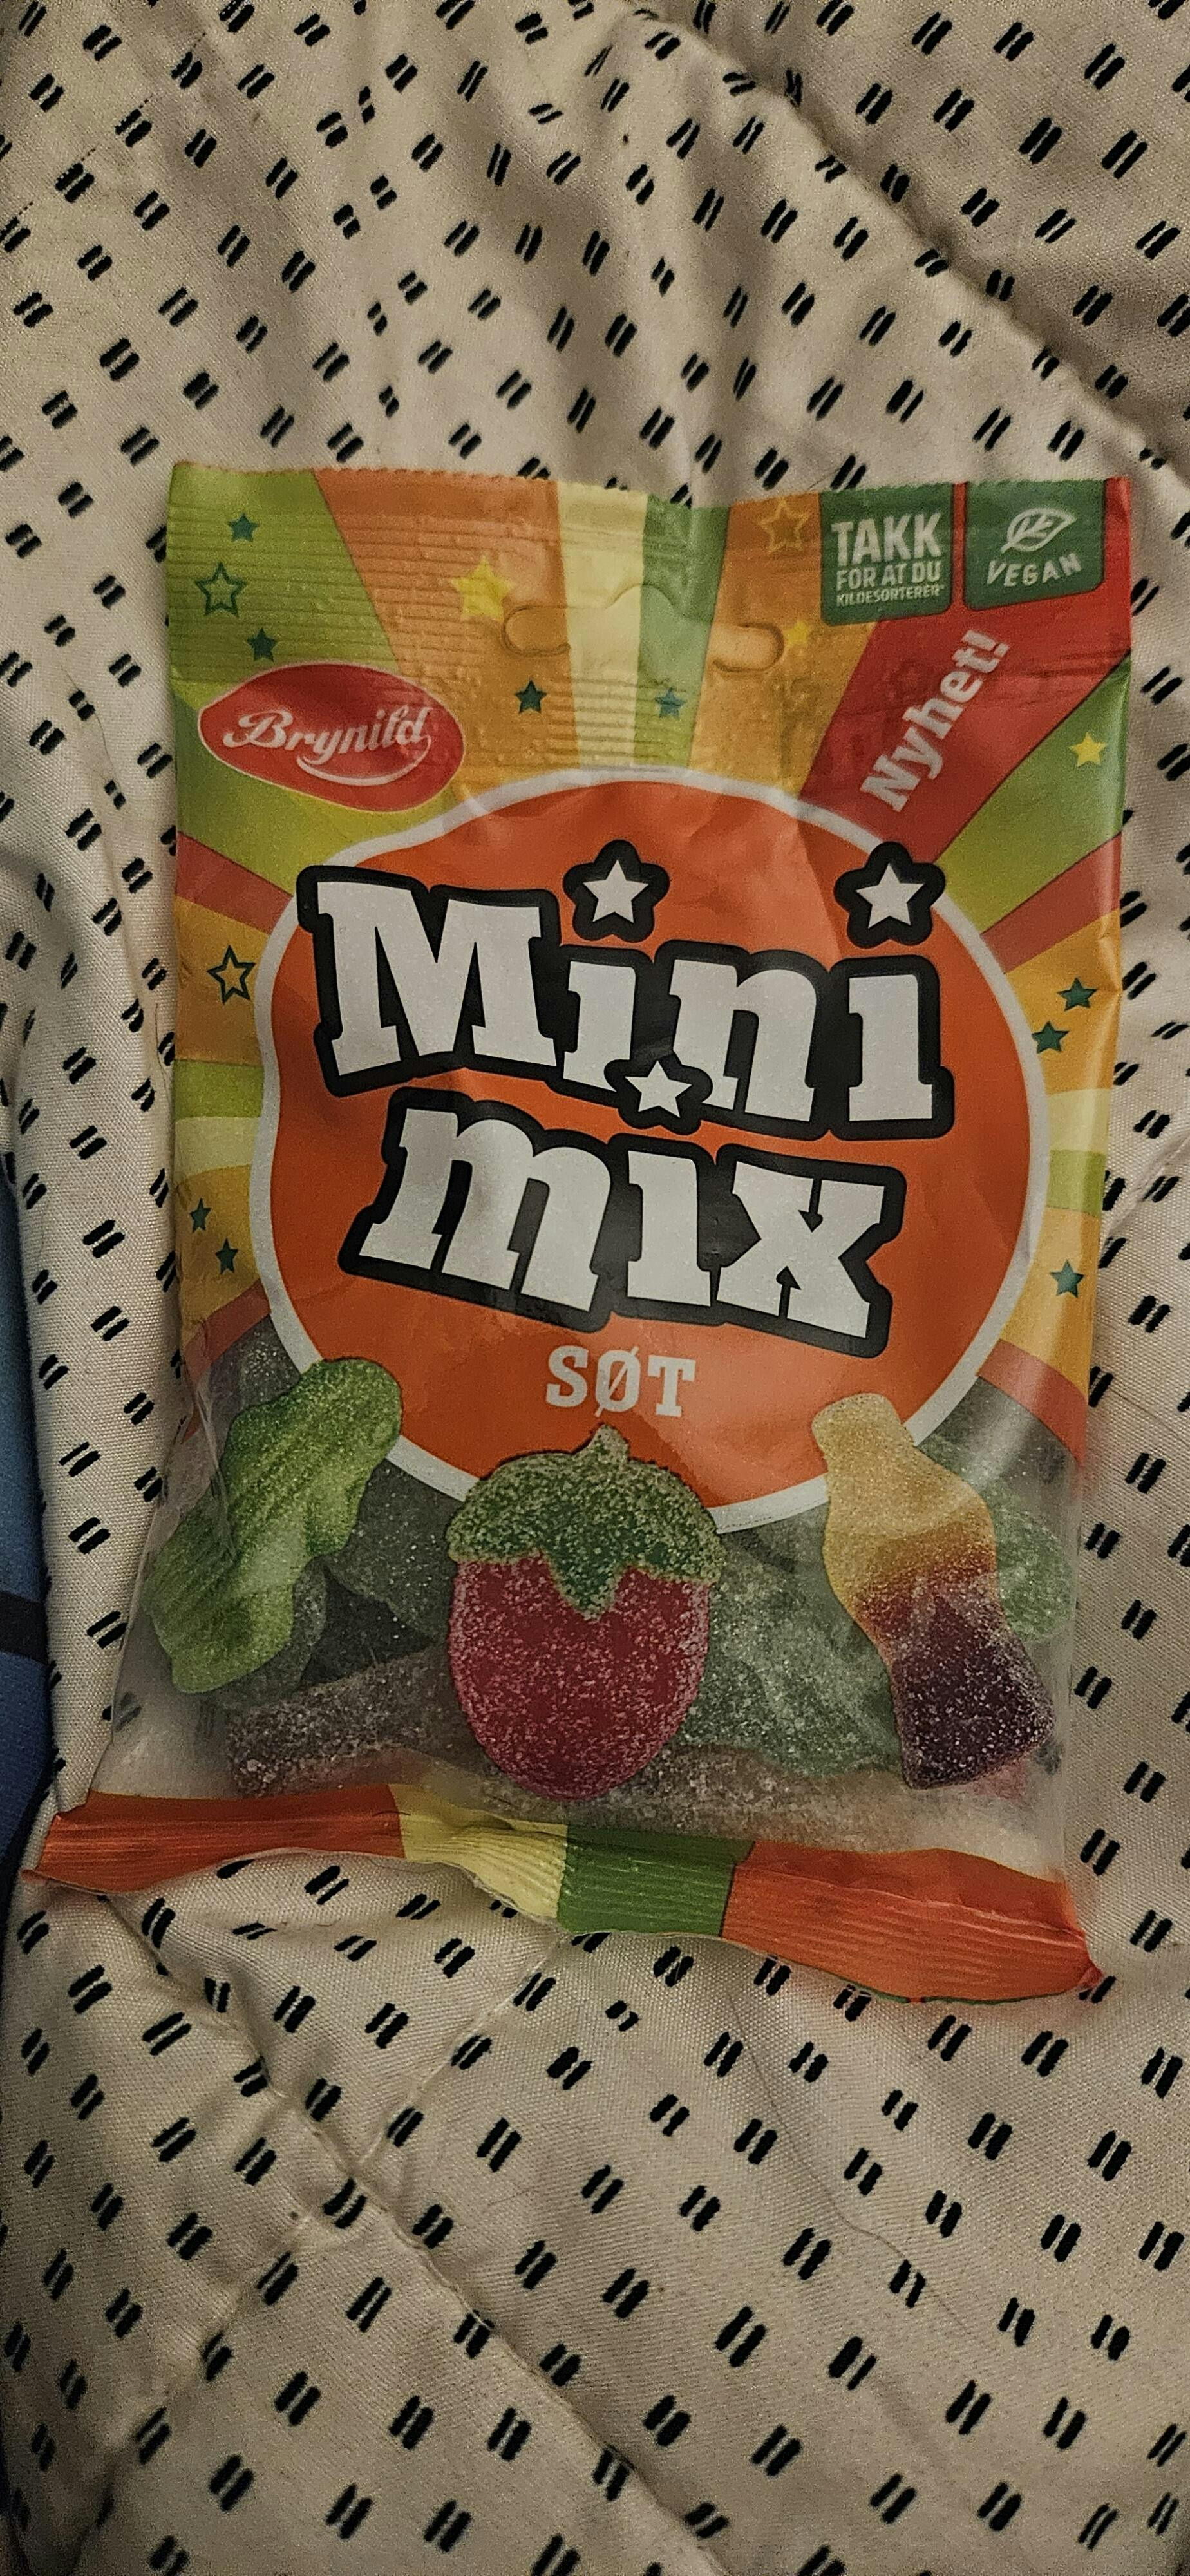 TAKK
FOR AT DU
KILDESORTERER
VEGAN
Nyhet!
Brynild
Mini
mix
SØT